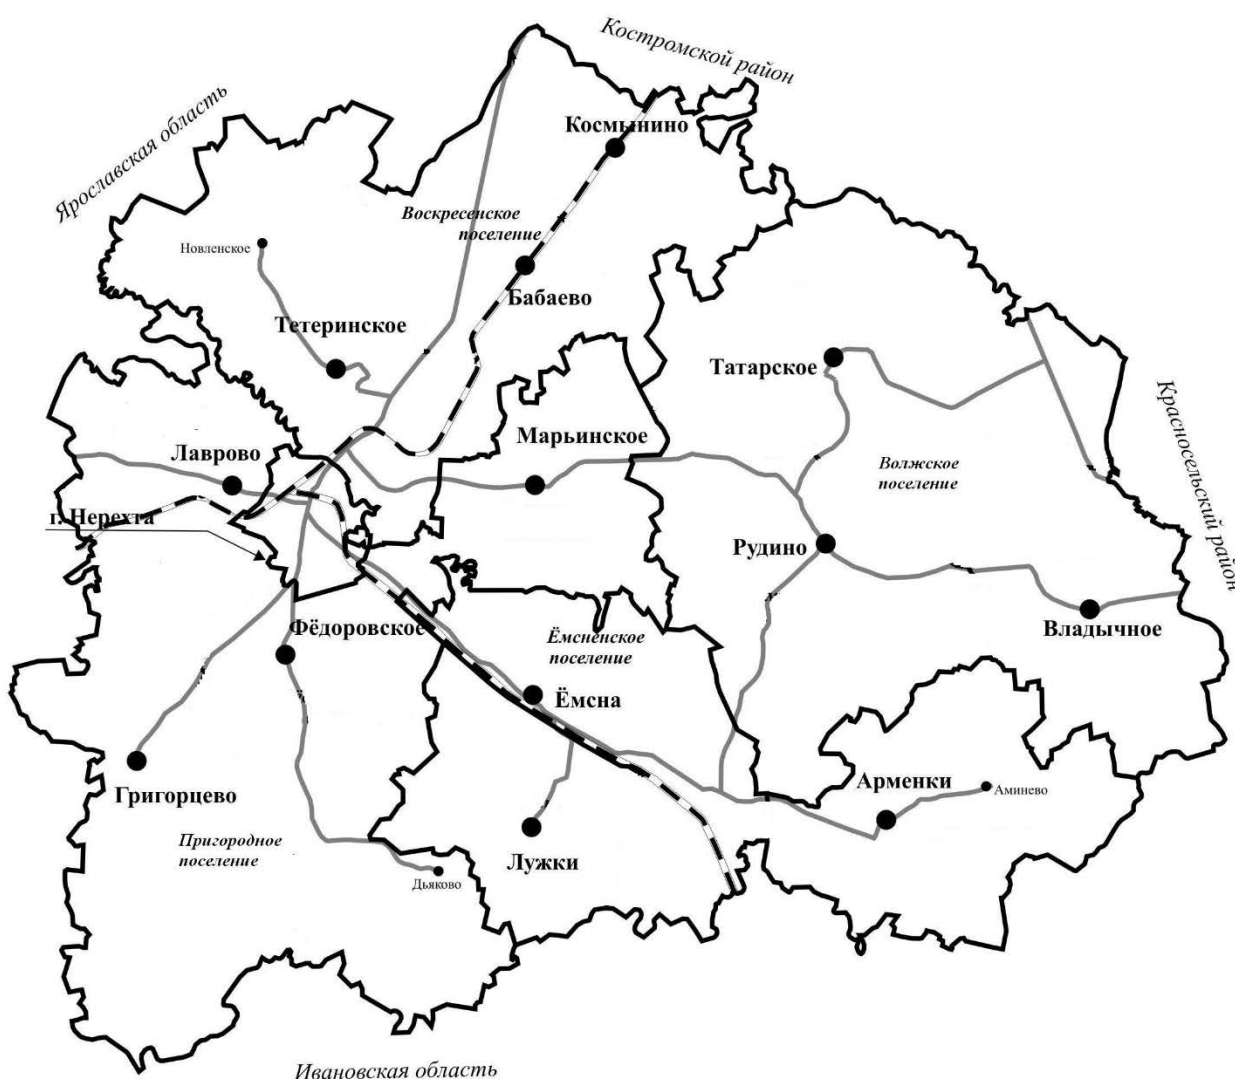 Костромской район
Ярославская область
Космынино
Воскресенское
поселение
Новленское
Бабаево
Тетеринское
Татарское
Красносельский район
Марьинское
Лаврово
Волжское
поселение
г. Нерехта
Рудино
Фёдоровское
Ёмсненское
поселение
Владычное
Ёмсна
Арменки
Аминево
Григорцево
Пригородное
поселение
Лужки
Дьяково
Ивановская область